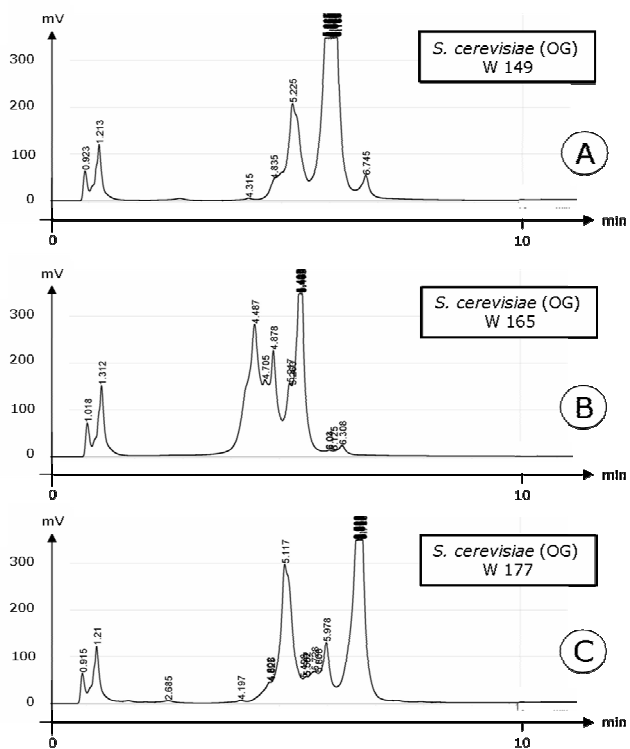 mV
300
200
100
0
0.923
1.213
4.315
4.835
5.225
6.745
S. cerevisiae (OG)
W 149
A
0
10
min
mV
300
200
100
0
1.018
1.312
4.487
4.705
4.878
6.308
S. cerevisiae (OG)
W 165
B
0
10
min
mV
300
200
100
0
0.915
1.21
2.685
4.197
5.117
5.978
S. cerevisiae (OG)
W 177
C
0
10
min